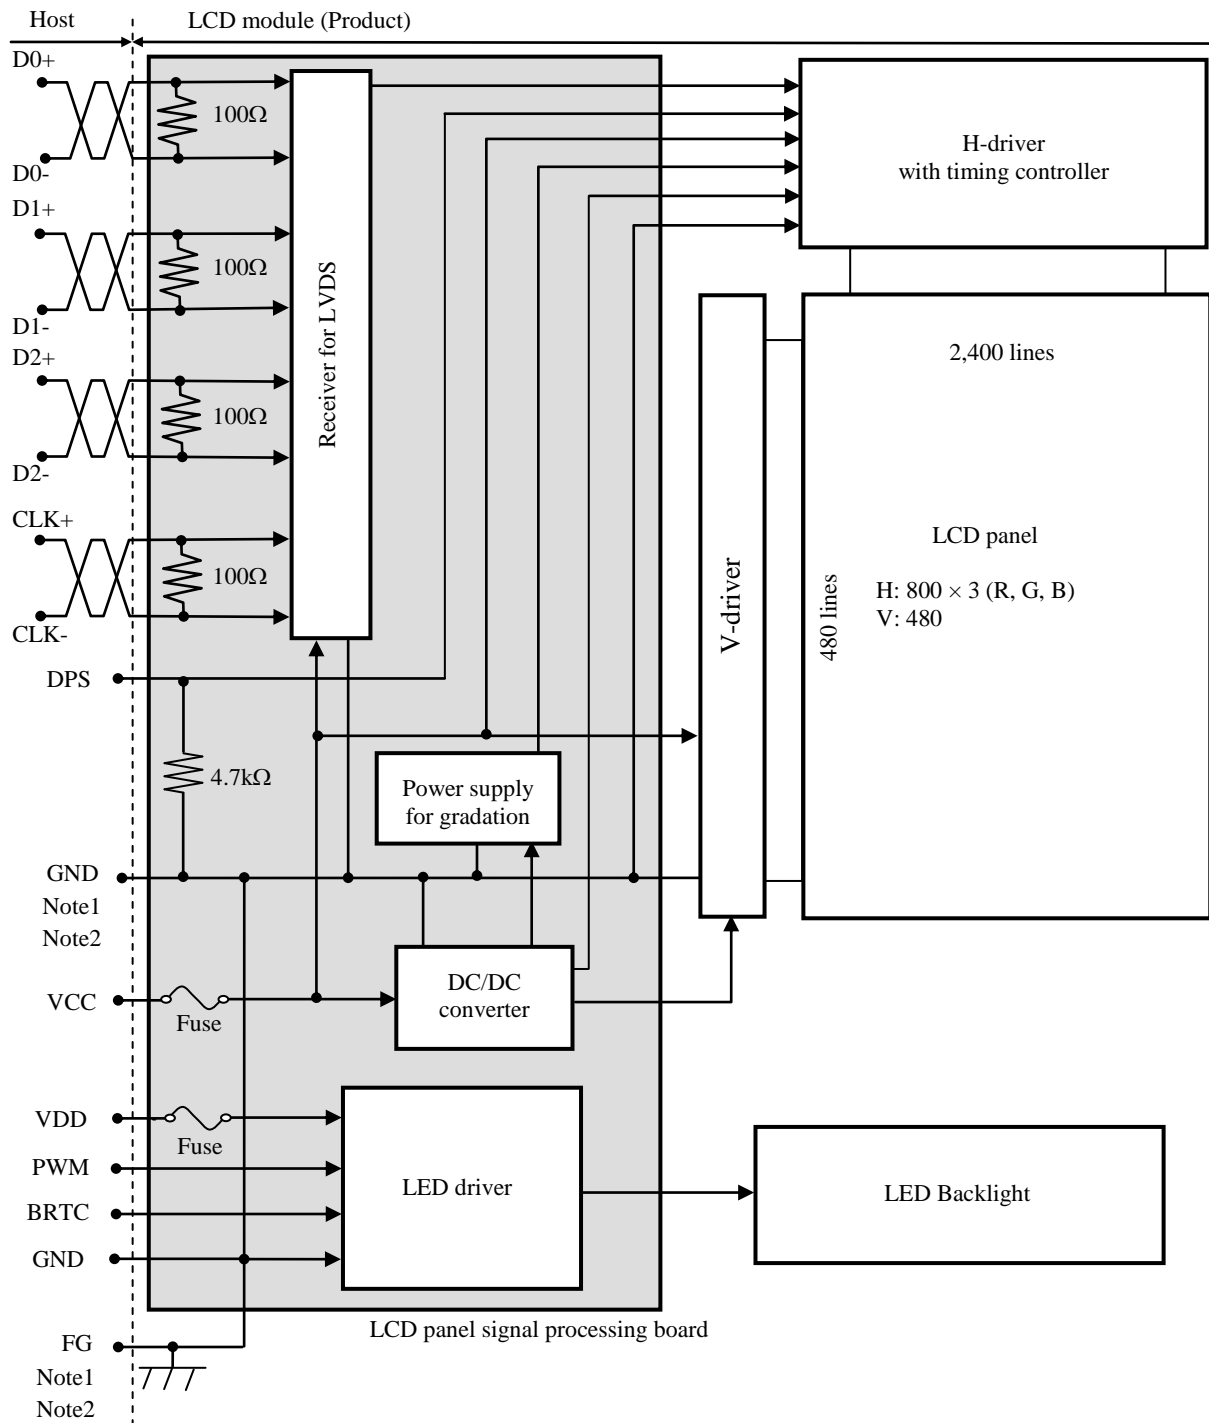 Host
LCD module (Product)
D0+
100Ω
D0-
D1+
100Ω
D1-
D2+
100Ω
D2-
CLK+
100Ω
CLK-
Receiver for LVDS
H-driver
with timing controller
2,400 lines
LCD panel
H: 800 × 3 (R, G, B)
V: 480
480 lines
V-driver
DPS
4.7kΩ
Power supply
for gradation
GND
Note1
Note2
VCC
Fuse
DC/DC
converter
VDD
Fuse
PWM
BRTC
GND
LED driver
LED Backlight
LCD panel signal processing board
FG
Note1
Note2